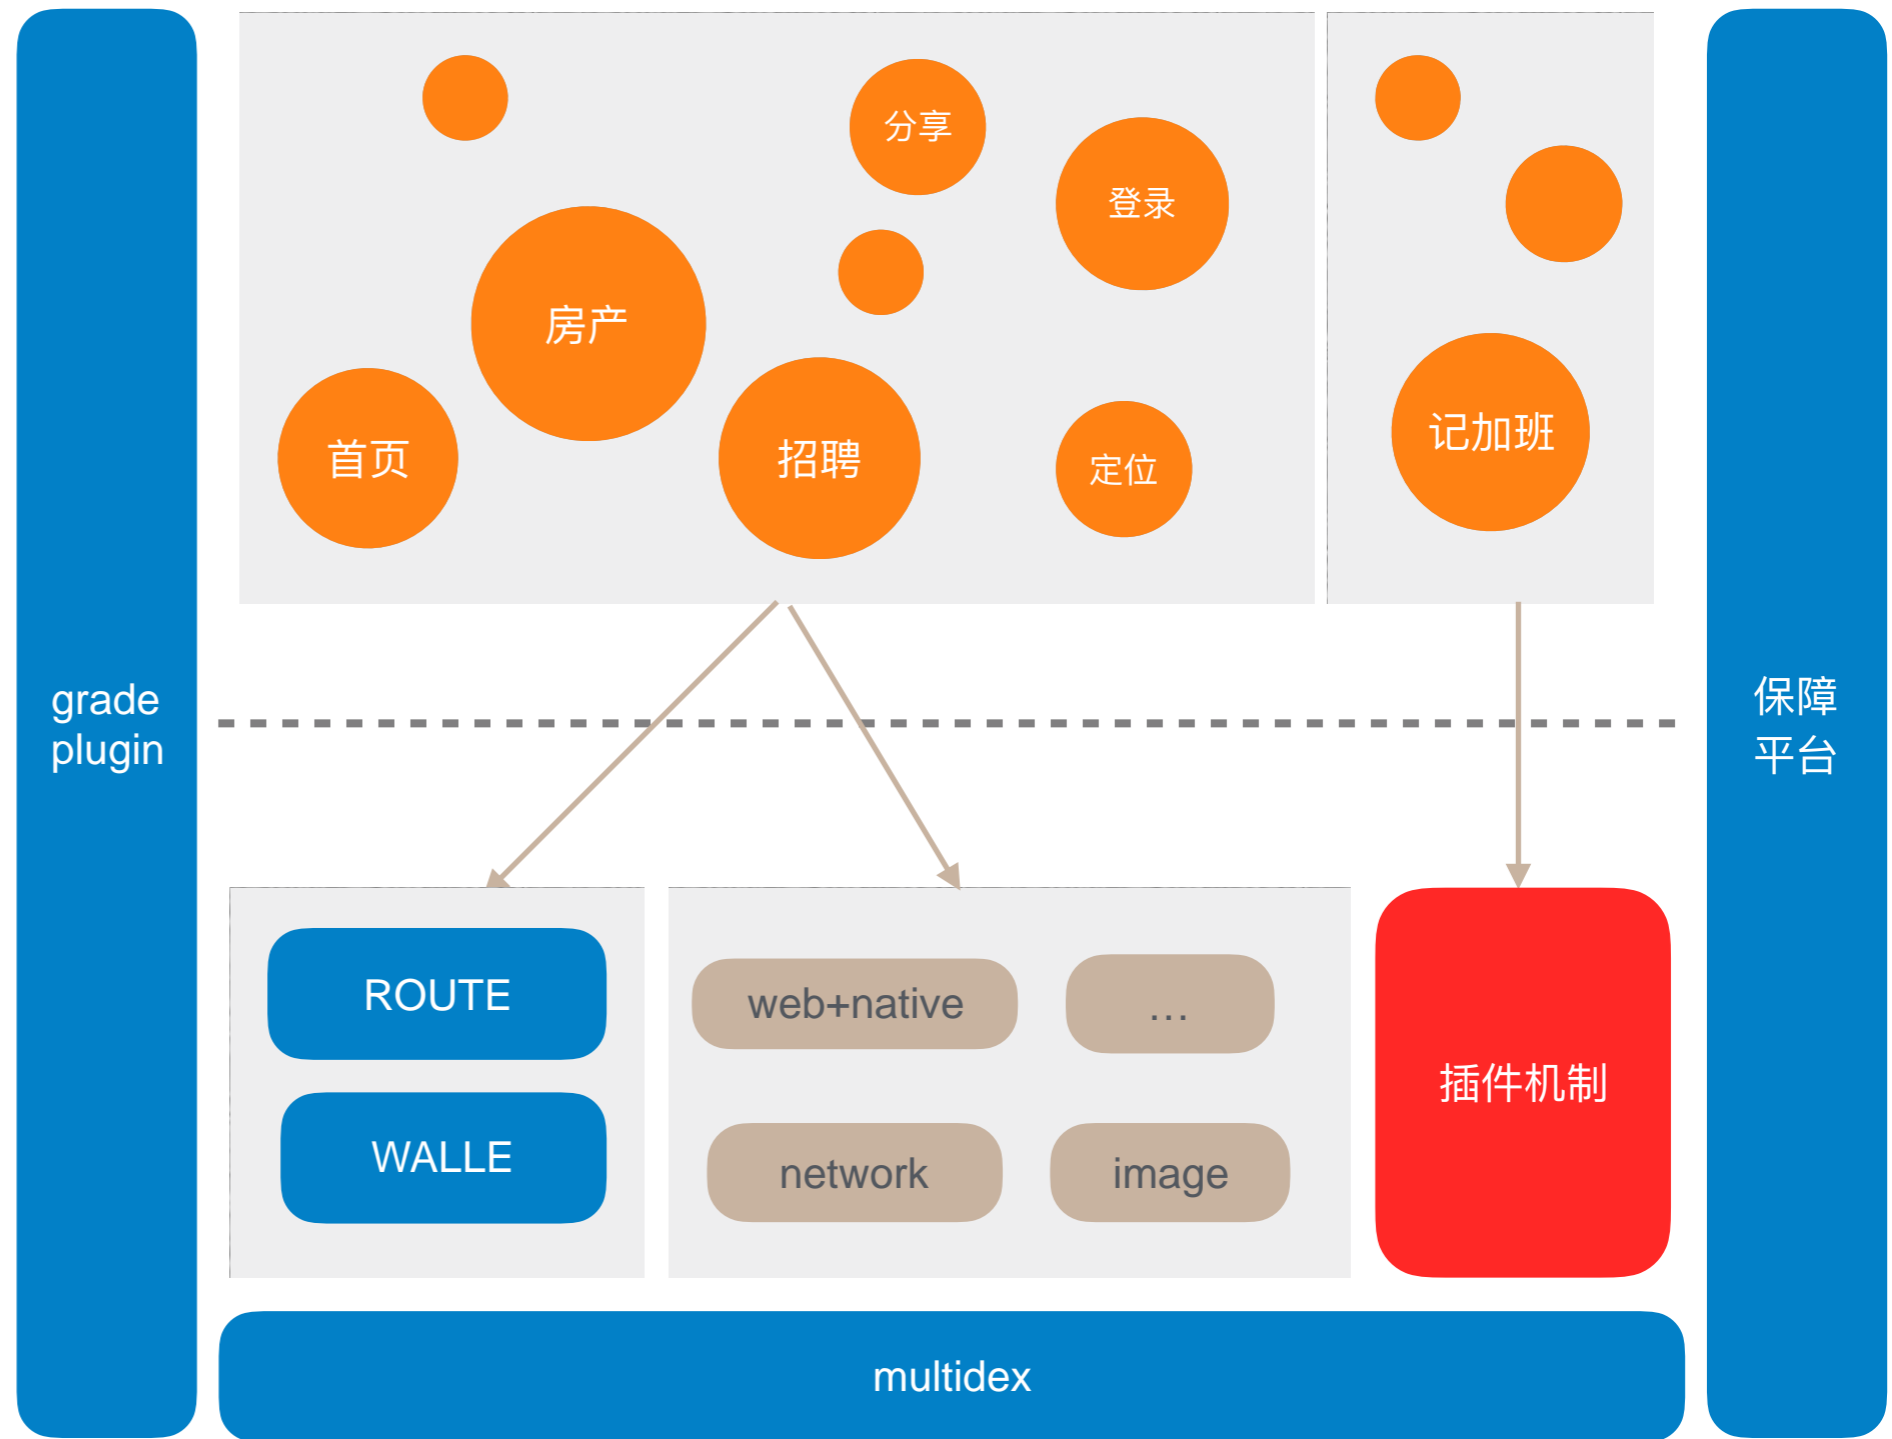 grade
plugin
分享
登录
房产
首页
招聘
定位
记加班
保障
平台
ROUTE
WALLE
web+native
…
network
image
插件机制
multidex